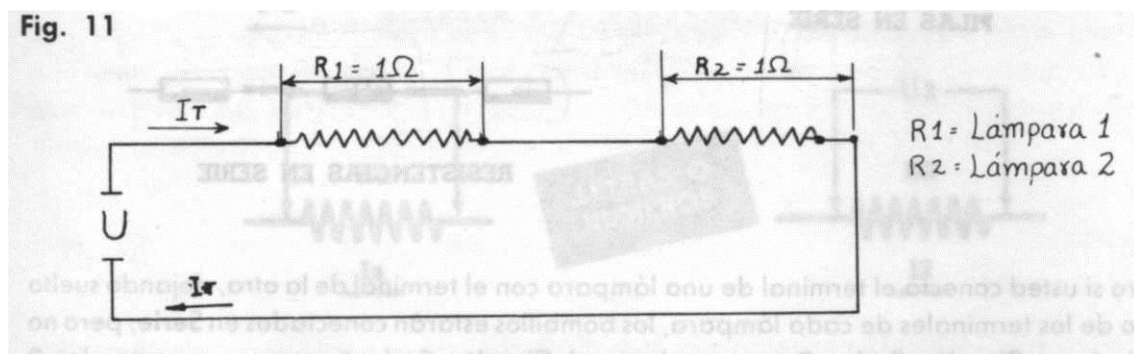 Fig. 11
PILAS EN SERIE
R1 = 1Ω
R2 = 1Ω
IT
R1 = Lámpara 1
R2 = Lámpara 2
RESISTENCIAS EN SERIE
U
IT
ro si usted conecta el terminal de una lámpara con el terminal de la otra, dejando suelto
o de los terminales de cada lámpara, los bombillos estarán conectados en Serie, pero no